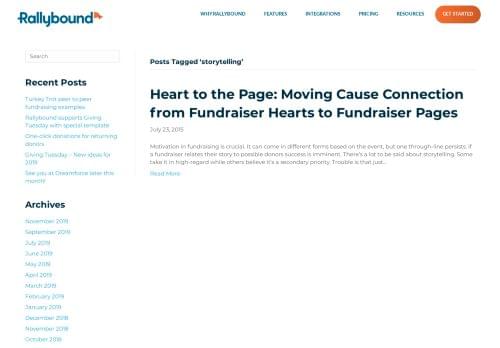 Rallybound
WHY RALLYBOUND
FEATURES
INTEGRATIONS
PRICING
RESOURCES
GET STARTED
Search
Recent Posts
Turkey Trot peer to peer
fundraising examples
Rallybound supports Giving
Tuesday with special template
One-click donations for returning
donors
Giving Tuesday – New ideas for
2019
See you at Dreamforce later this
month!
Archives
November 2019
September 2019
July 2019
June 2019
May 2019
April 2019
March 2019
February 2019
January 2019
December 2018
November 2018
October 2018
Posts Tagged ‘storytelling’
Heart to the Page: Moving Cause Connection
from Fundraiser Hearts to Fundraiser Pages
July 23, 2015
Motivation in fundraising is crucial. It can come in different forms based on the event, but one through-line persists: if
a fundraiser relates their story to possible donors success is imminent. There's a lot to be said about storytelling. Some
take it in high-regard while others believe it's a secondary priority. Trouble is that just...
Read More